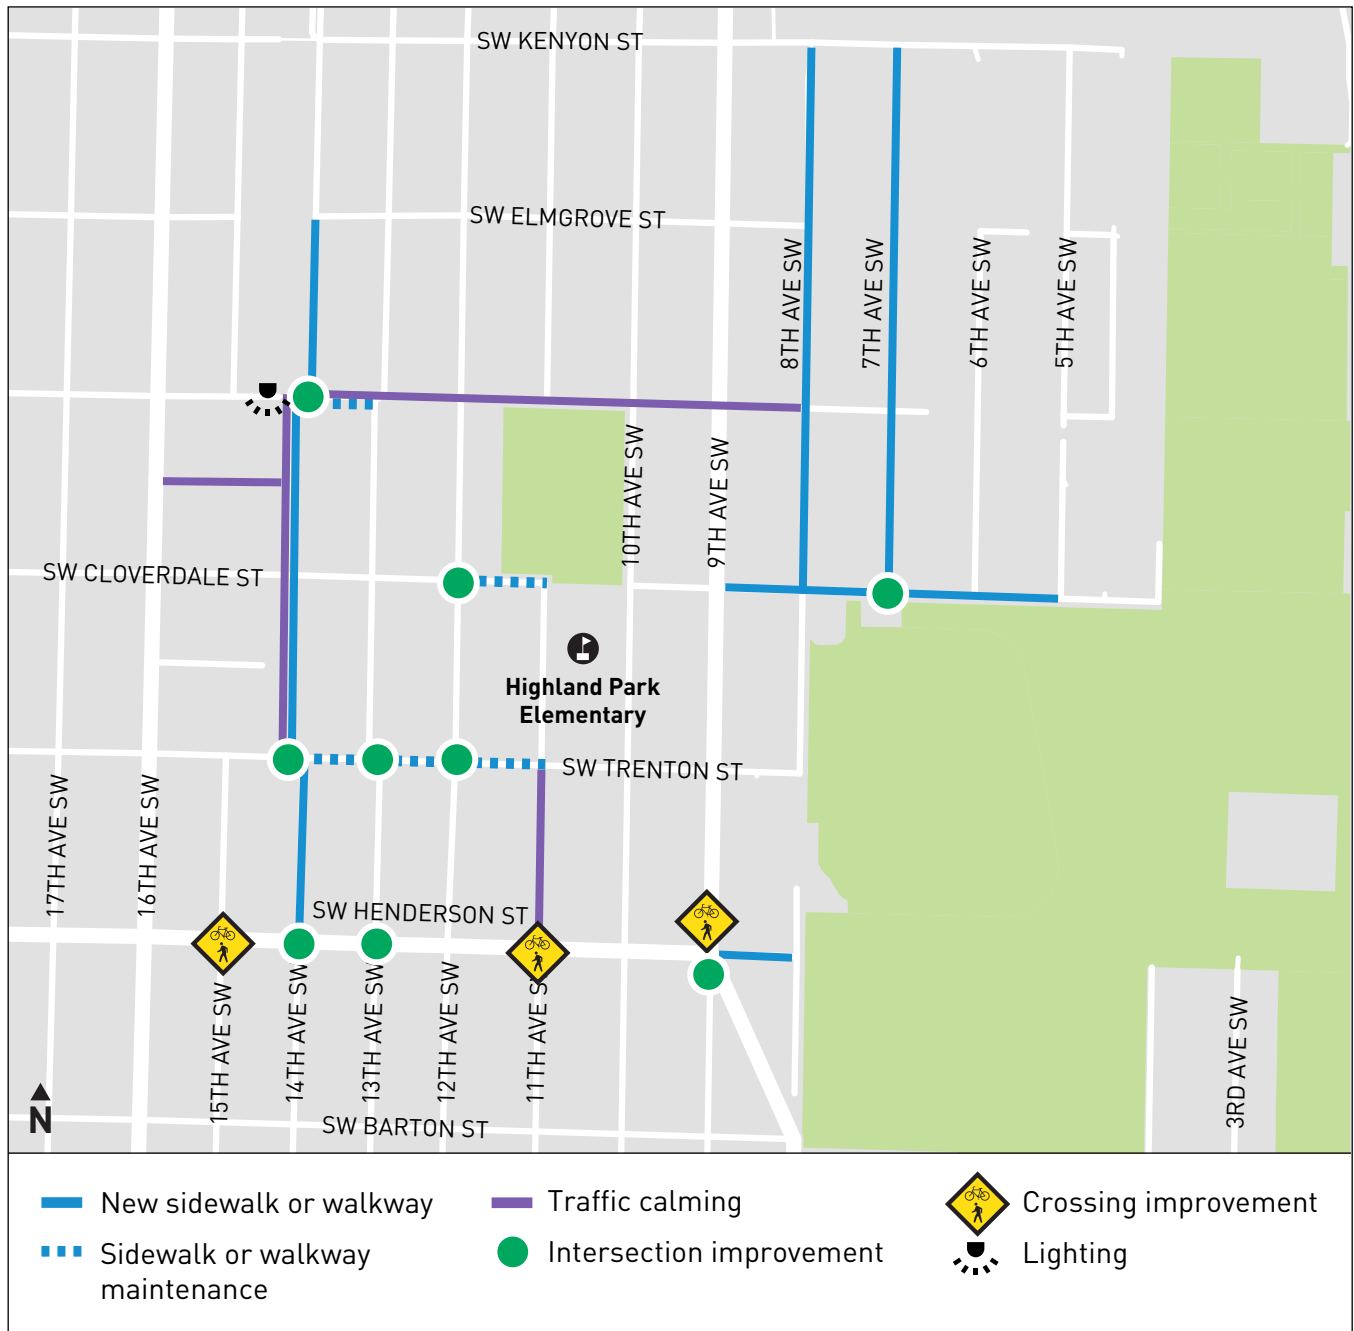 SW KENYON ST
SW ELMGROVE ST
8TH AVE SW
7TH AVE SW
6TH AVE SW
5TH AVE SW
10TH AVE SW
9TH AVE SW
SW CLOVERDALE ST
Highland Park
Elementary
SW TRENTON ST
17TH AVE SW
16TH AVE SW
SW HENDERSON ST
15TH AVE SW
14TH AVE SW
13TH AVE SW
12TH AVE SW
11TH AVE S
3RD AVE SW
N
SW BARTON ST
New sidewalk or walkway
Traffic calming
Crossing improvement
Sidewalk or walkway
maintenance
Intersection improvement
Lighting